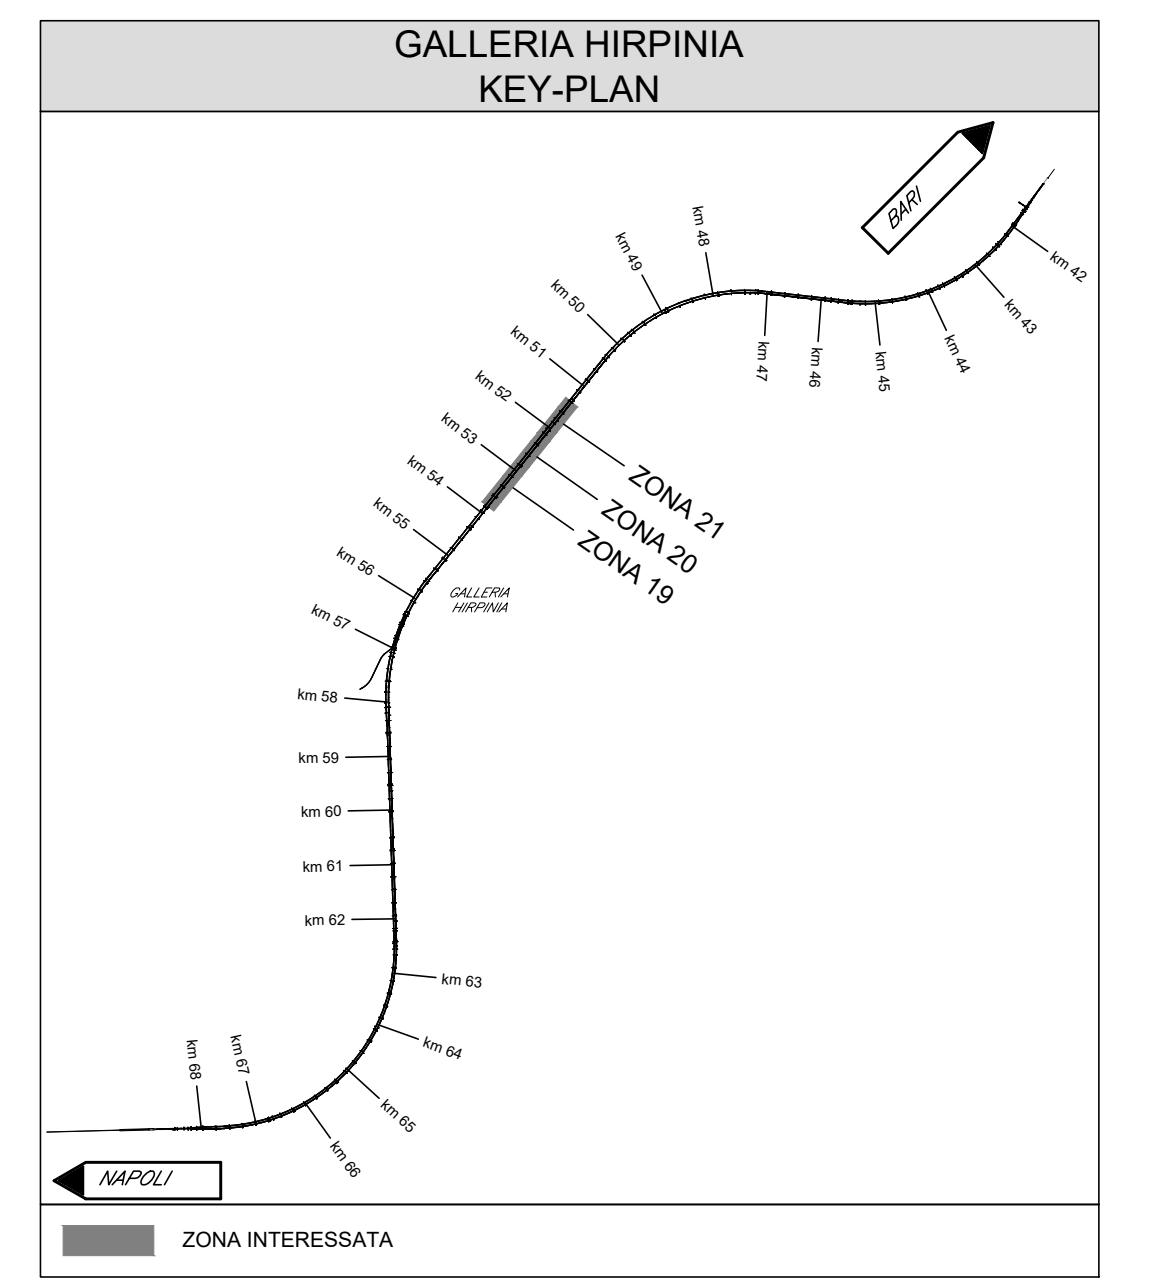 GALLERIA HIRPINIA
KEY-PLAN
BARI
km 42
km 43
km 44
km 45
km 46
km 47
km 48
km 49
km 50
km 51
km 52
km 53
km 54
km 55
km 56
km 57
ZONA 21
ZONA 20
ZONA 19
GALLERIA
HIRPINIA
km 58
km 59
km 60
km 61
km 62
km 63
km 64
km 65
km 66
km 67
km 68
NAPOLI
ZONA INTERESSATA